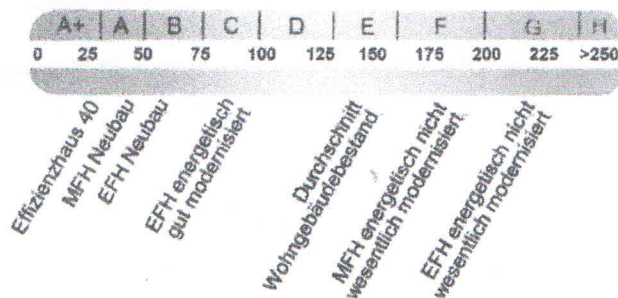 A+ | A | B | C | D | E | F | G | H
0 25 50 75 100 125 150 175 200 225 >250
Effizienzhaus 40
MFH Neubau
EFH Neubau
EFH energetisch
gut modernisiert
Durchschnitt
Wohngebäudebestand
MFH energetisch nicht
wesentlich modernisiert
EFH energetisch nicht
wesentlich modernisiert